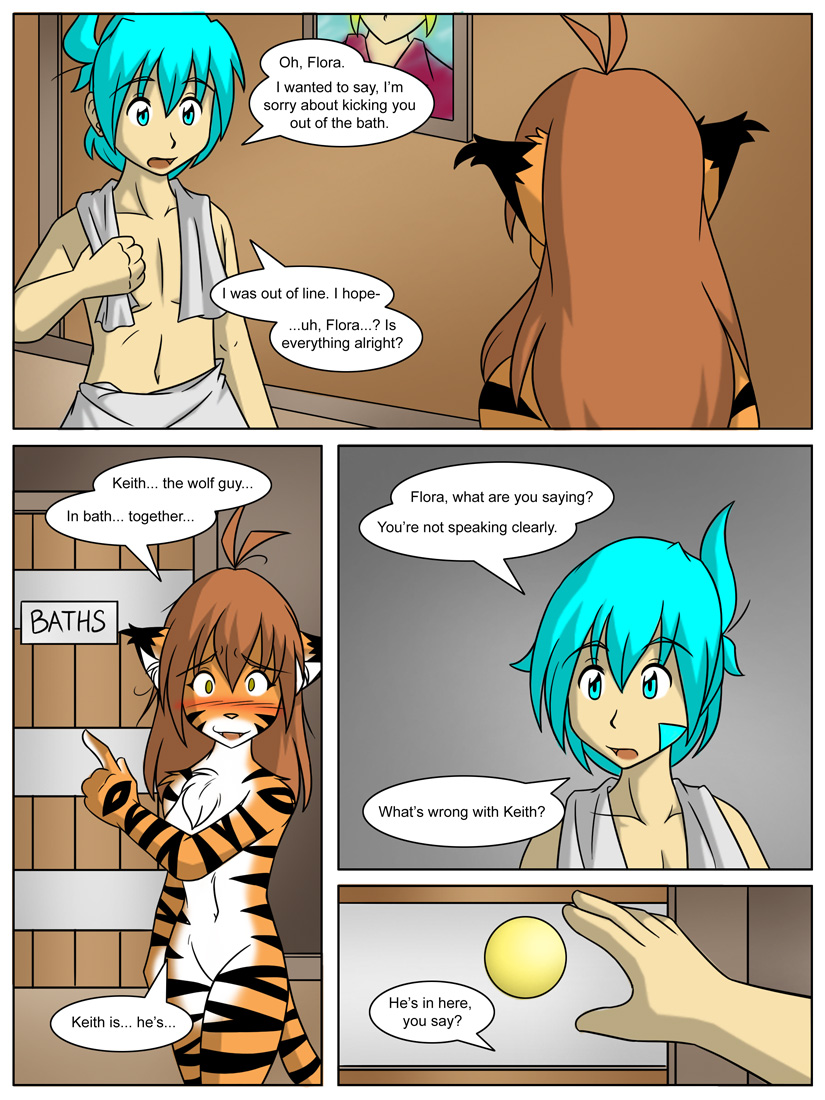 Oh, Flora.
I wanted to say, I'm
sorry about kicking you
out of the bath.
I was out of line. I hope-
...uh, Flora...? Is
everything alright?
Keith... the wolf guy...
In bath... together...
BATHS
Keith is... he's...
Flora, what are you saying?
You're not speaking clearly.
What's wrong with Keith?
He's in here,
you say?